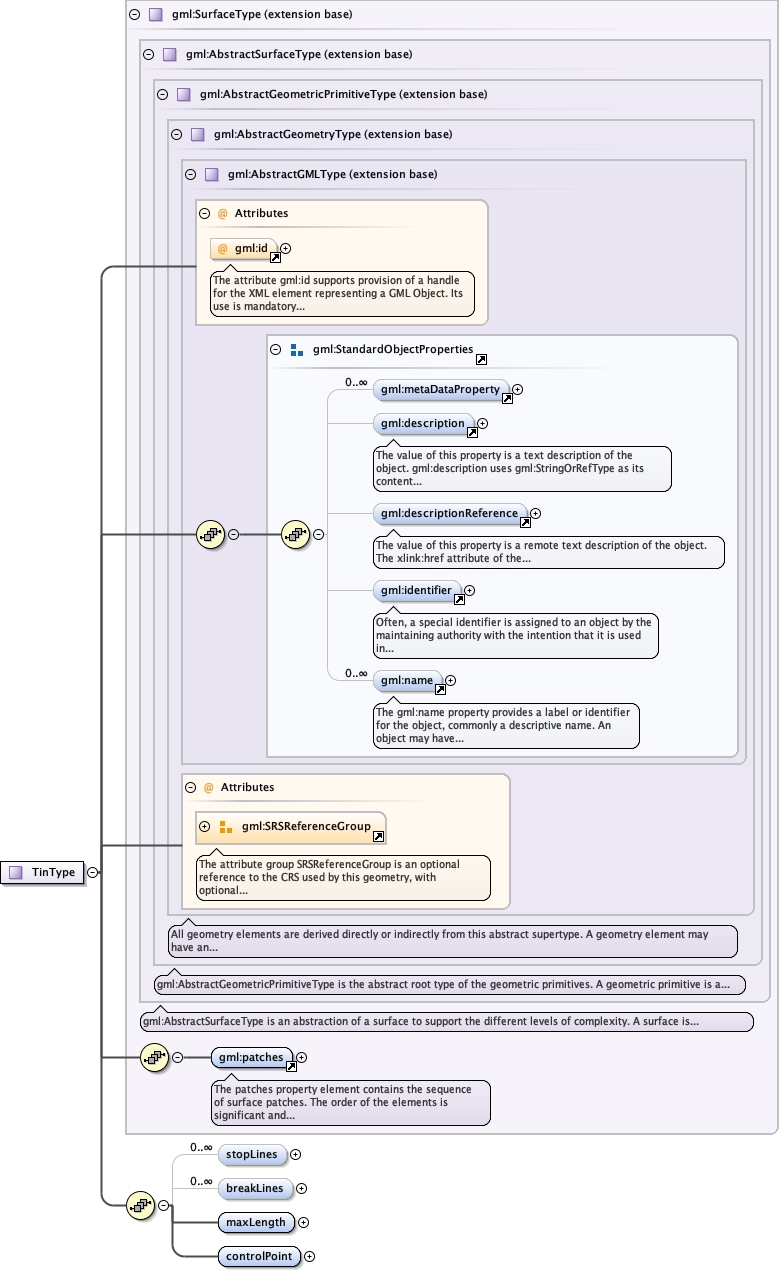 gml:SurfaceType (extension base)
gml:AbstractSurfaceType (extension base)
gml:AbstractGeometricPrimitiveType (extension base)
gml:AbstractGeometryType (extension base)
gml:AbstractGMLType (extension base)
@ Attributes
@ gml:id
The attribute gml:id supports provision of a handle
for the XML element representing a GML Object. Its
use is mandatory...
gml:StandardObjectProperties
0..∞
gml:metaDataProperty
gml:description
The value of this property is a text description of the
object. gml:description uses gml:StringOrRefType as its
content...
gml:descriptionReference
The value of this property is a remote text description of the object.
The xlink:href attribute of the...
gml:identifier
Often, a special identifier is assigned to an object by the
maintaining authority with the intention that it is used
in...
0..∞
gml:name
The gml:name property provides a label or identifier
for the object, commonly a descriptive name. An
object may have...
@ Attributes
gml:SRSReferenceGroup
The attribute group SRSReferenceGroup is an optional
reference to the CRS used by this geometry, with
optional...
TinType
All geometry elements are derived directly or indirectly from this abstract supertype. A geometry element may
have an...
gml:AbstractGeometricPrimitiveType is the abstract root type of the geometric primitives. A geometric primitive is a...
gml:AbstractSurfaceType is an abstraction of a surface to support the different levels of complexity. A surface is...
gml:patches
The patches property element contains the sequence
of surface patches. The order of the elements is
significant and...
0..∞
stopLines
0..∞
breakLines
maxLength
controlPoint